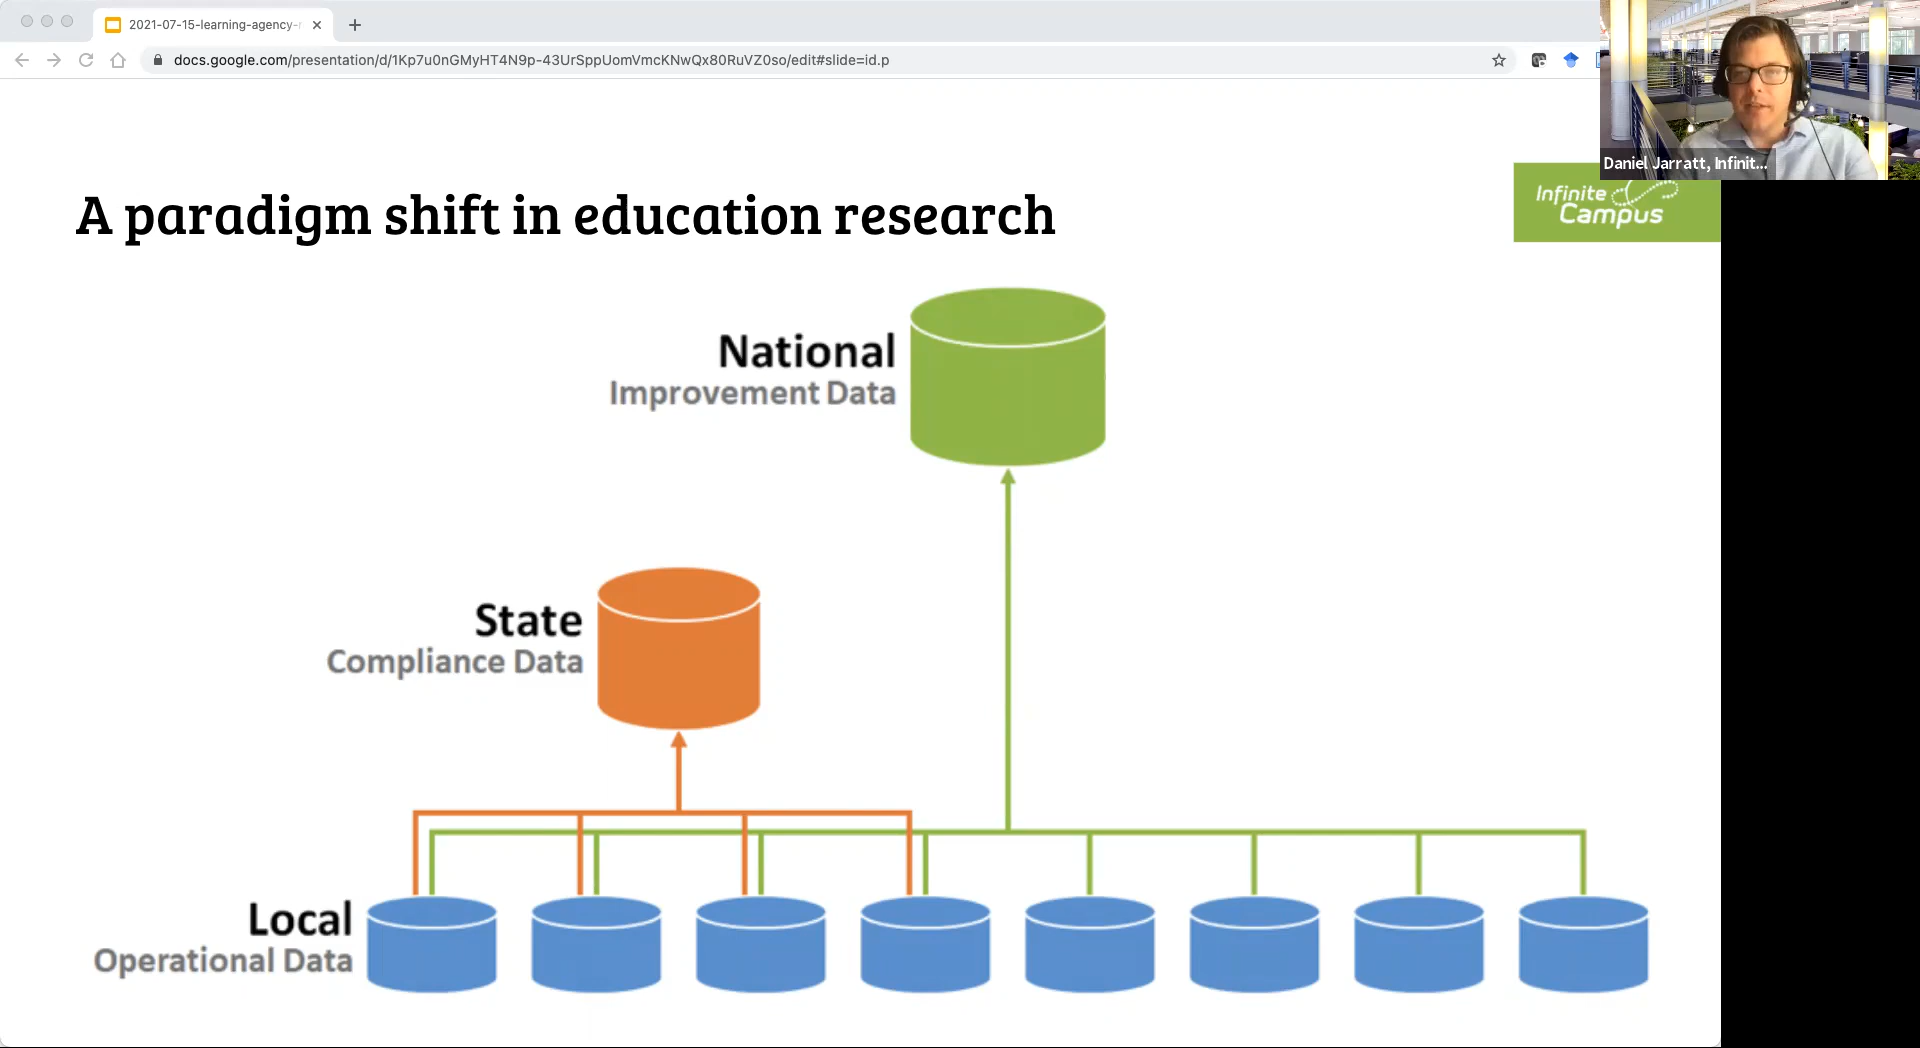 2021-07-15-learning-agency-
docs.google.com/presentation/d/1Kp7u0nGMyHT4N9p-43UrSppUomVmcKNwQx80RuVZ0so/edit#slide=id.p
Daniel Jarratt, Infinit...
Infinite
Campus
A paradigm shift in education research
National
Improvement Data
State
Compliance Data
Local
Operational Data